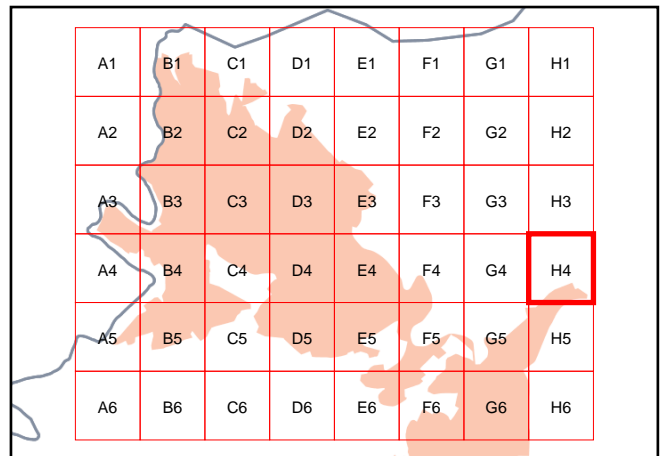 A1 B1 C1 D1 E1 F1 G1 H1
A2 B2 C2 D2 E2 F2 G2 H2
A3 B3 C3 D3 E3 F3 G3 H3
A4 B4 C4 D4 E4 F4 G4 H4
A5 B5 C5 D5 E5 F5 G5 H5
A6 B6 C6 D6 E6 F6 G6 H6